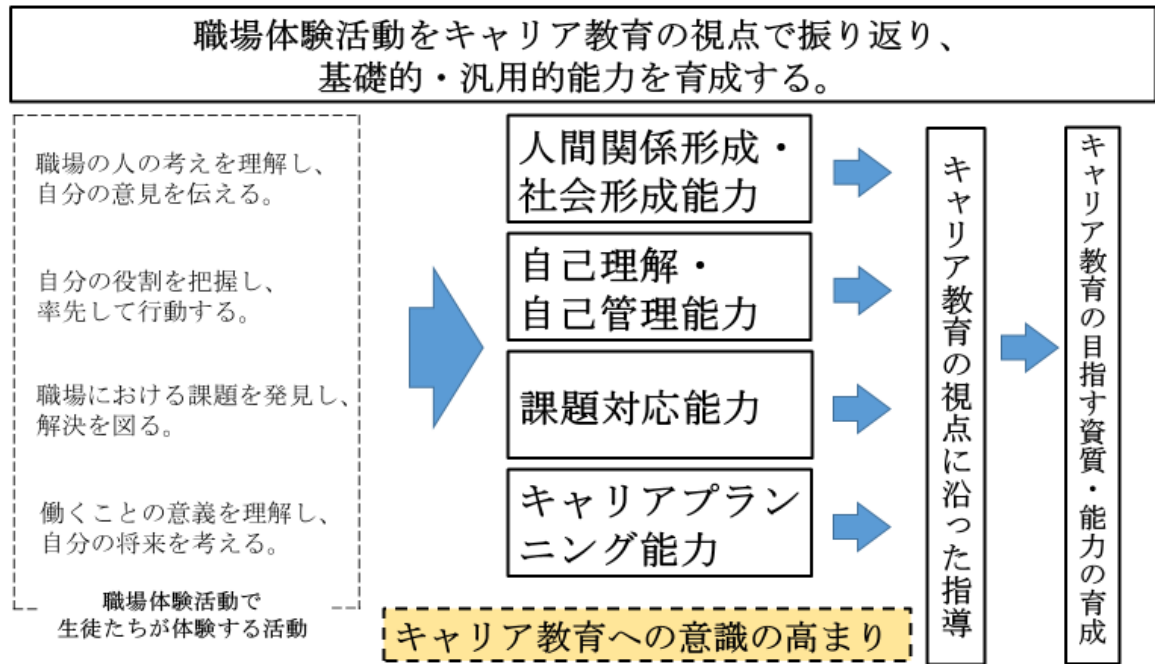 職場体験活動をキャリア教育の視点で振り返り、
基礎的・汎用的能力を育成する。
職場の人の考えを理解し、
自分の意見を伝える。
自分の役割を把握し、
率先して行動する。
職場における課題を発見し、
解決を図る。
働くことの意義を理解し、
自分の将来を考える。
職場体験活動で
生徒たちが体験する活動
人間関係形成・
社会形成能力
自己理解・
自己管理能力
課題対応能力
キャリアプラン
ニング能力
キャリア教育への意識の高まり
キャリア教育の視点に沿った指導
キャリア教育の目指す資質・能力の育成